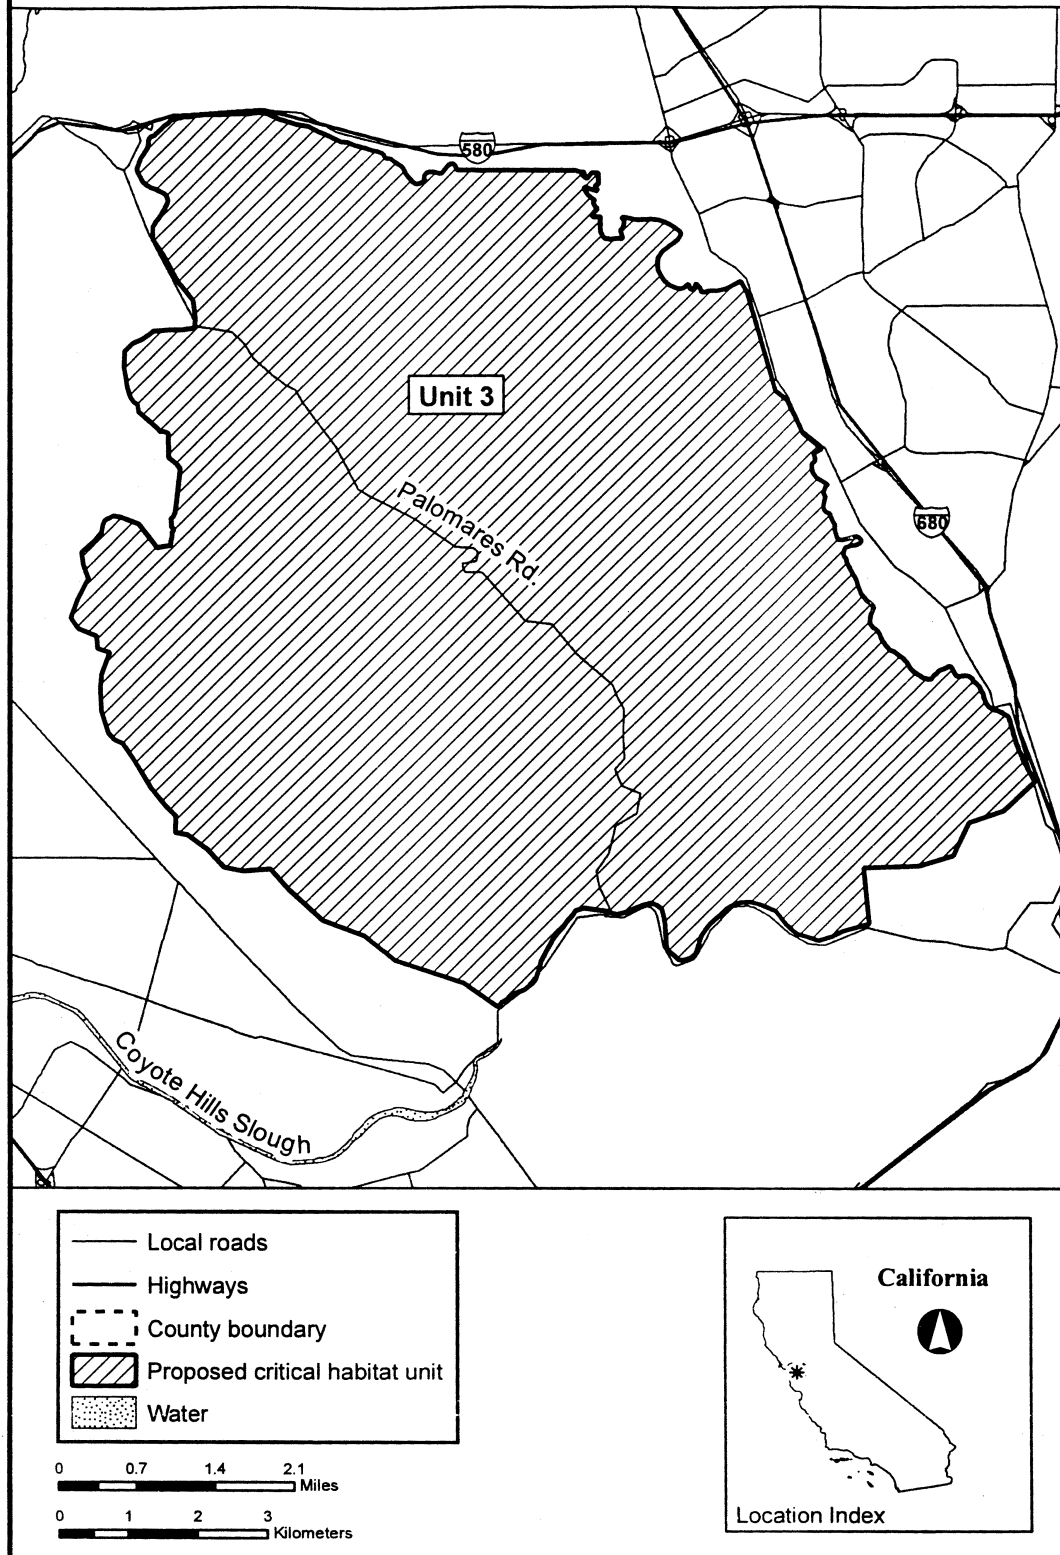 580
Unit 3
Palomares Rd.
680
Coyote Hills Slough
Local roads
Highways
County boundary
Proposed critical habitat unit
Water
0 0.7 1.4 2.1
Miles
0 1 2 3
Kilometers
California
Location Index